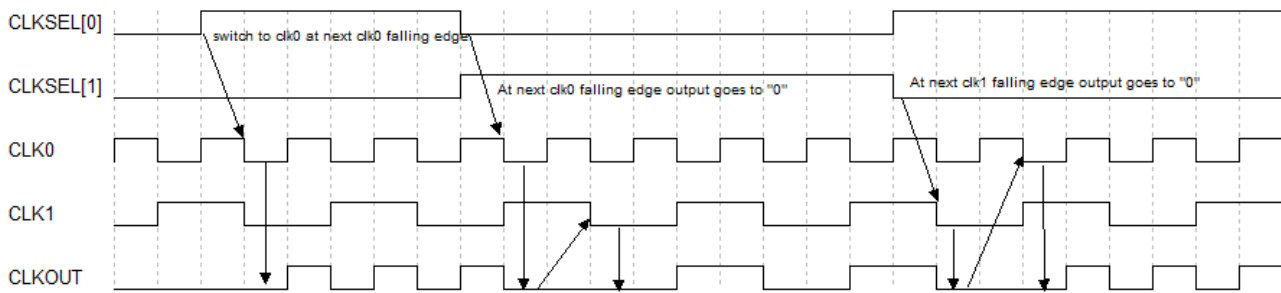 CLKSEL[0]
switch to clk0 at next clk0 falling edge
CLKSEL[1]
At next clk0 falling edge output goes to "0"
At next clk1 falling edge output goes to "0"
CLK0
CLK1
CLKOUT